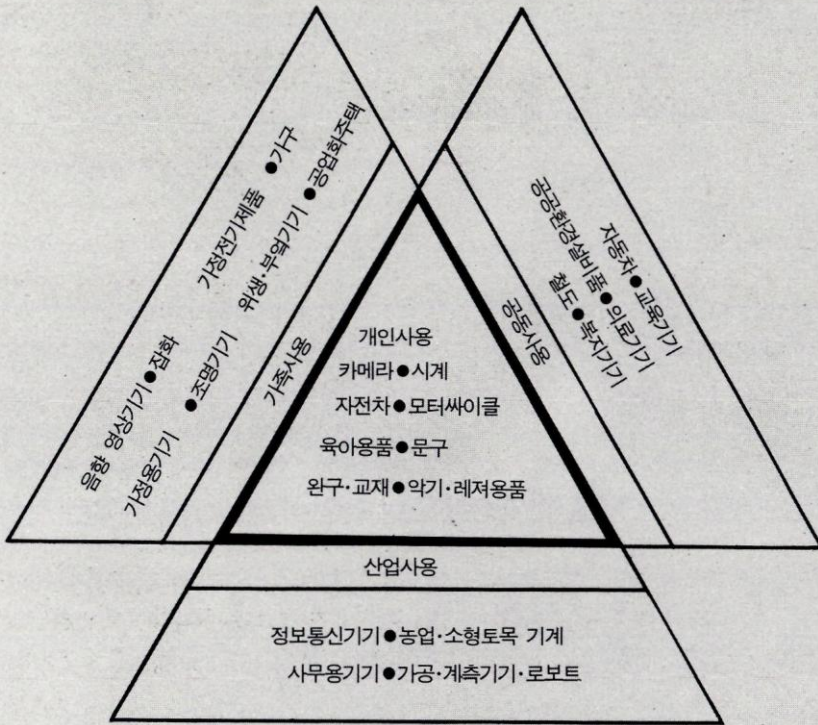 가정전기제품 ●가구
위생·부엌기기 ●공업화주택
음향 영상기기●잡화
가정용기기 ●조명기기
가족사용
자동차●교육기기
공공환경설비품●의료기기
철도●복지기기
공동사용
개인사용
카메라●시계
자전차●모터싸이클
육아용품●문구
완구·교재●악기·레져용품
산업사용
정보통신기기●농업·소형토목 기계
사무용기기●가공·계측기기·로보트